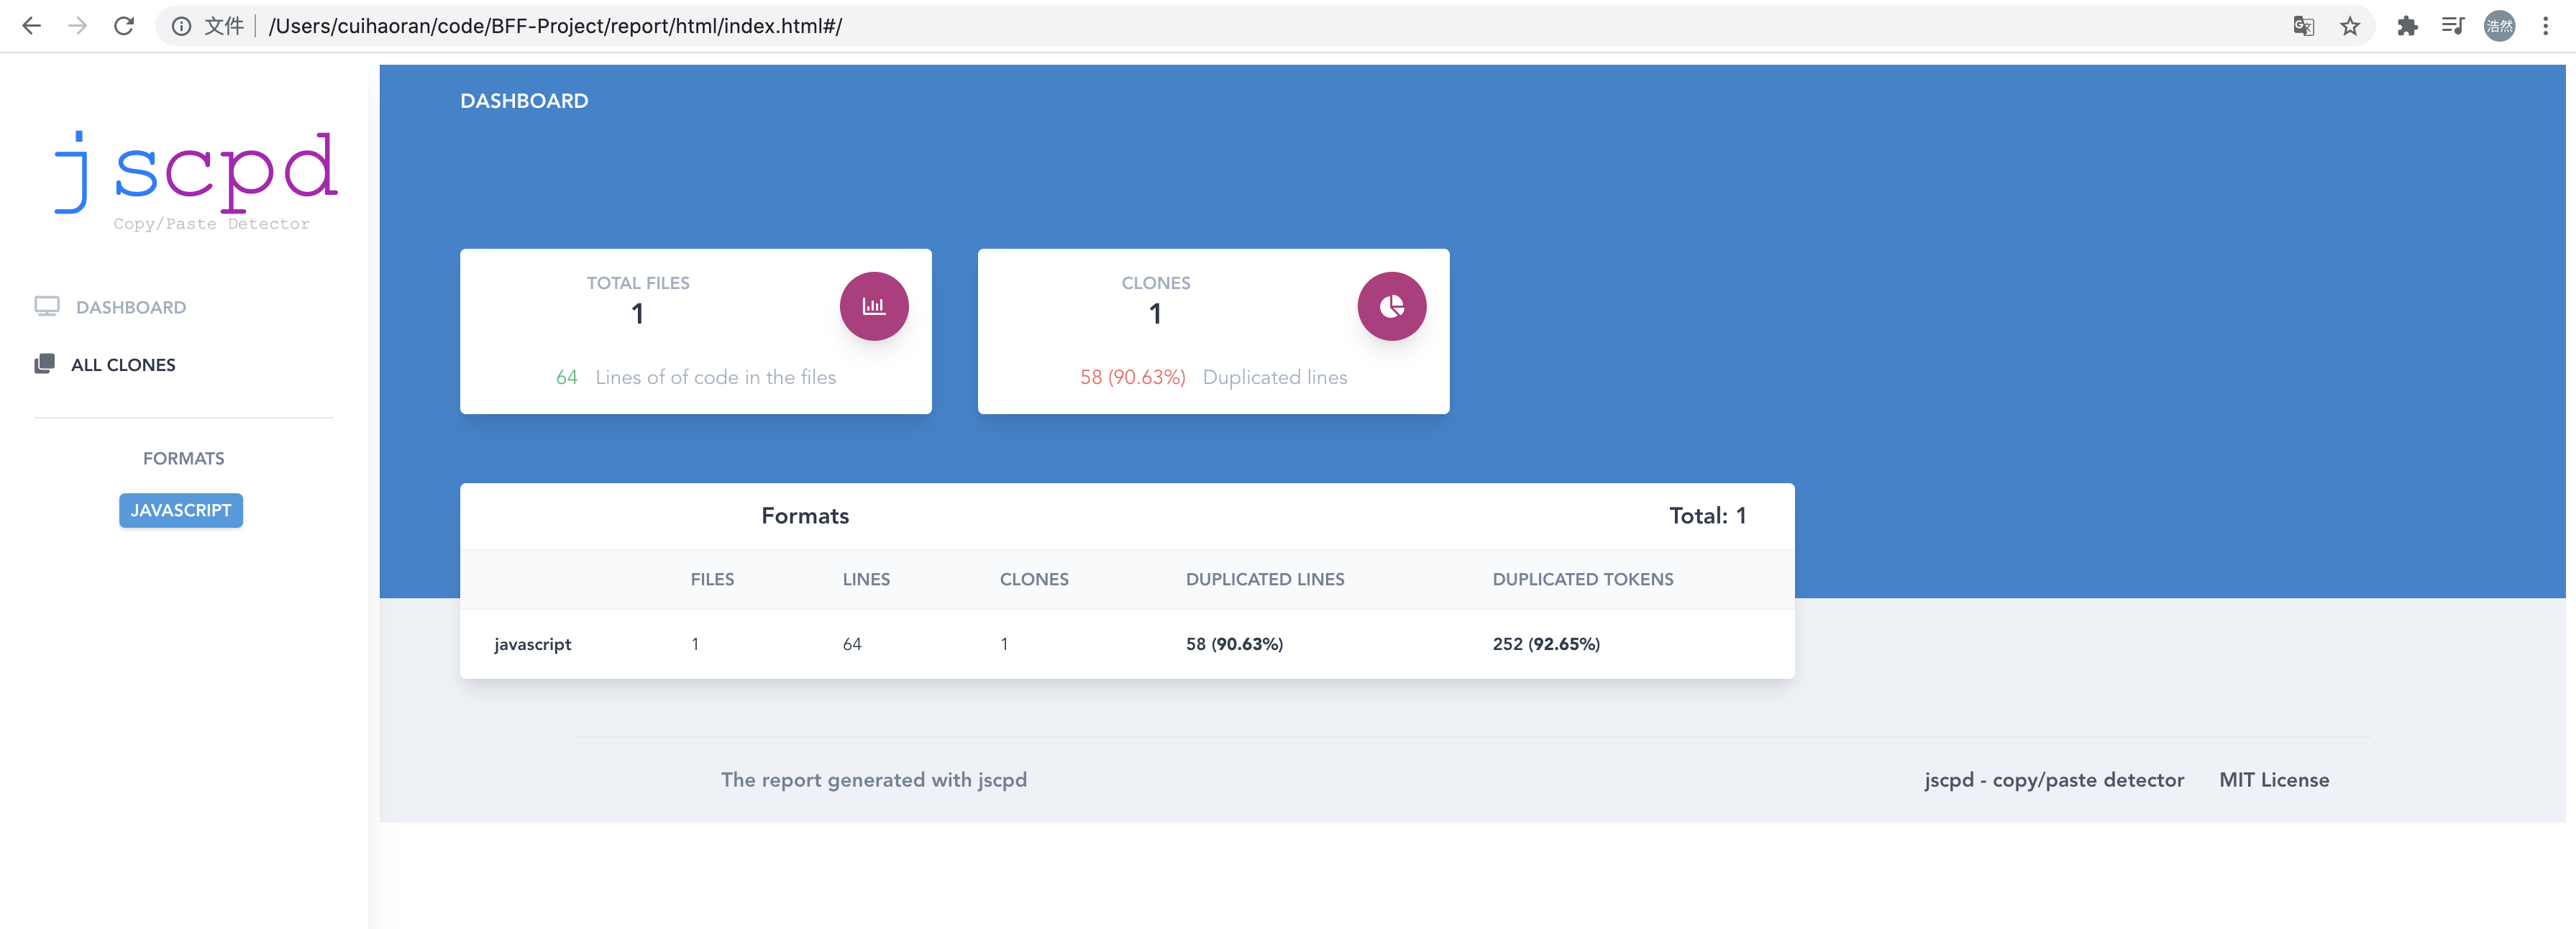 文件 /Users/cuihaoran/code/BFF-Project/report/html/index.html#/
浩然
jscpd
Copy/Paste Detector
DASHBOARD
ALL CLONES
FORMATS
JAVASCRIPT
DASHBOARD
TOTAL FILES
1
64 Lines of of code in the files
CLONES
1
58 (90.63%) Duplicated lines
Formats Total: 1
FILES LINES CLONES DUPLICATED LINES DUPLICATED TOKENS
javascript 1 64 1 58 (90.63%) 252 (92.65%)
The report generated with jscpd
jscpd - copy/paste detector MIT License